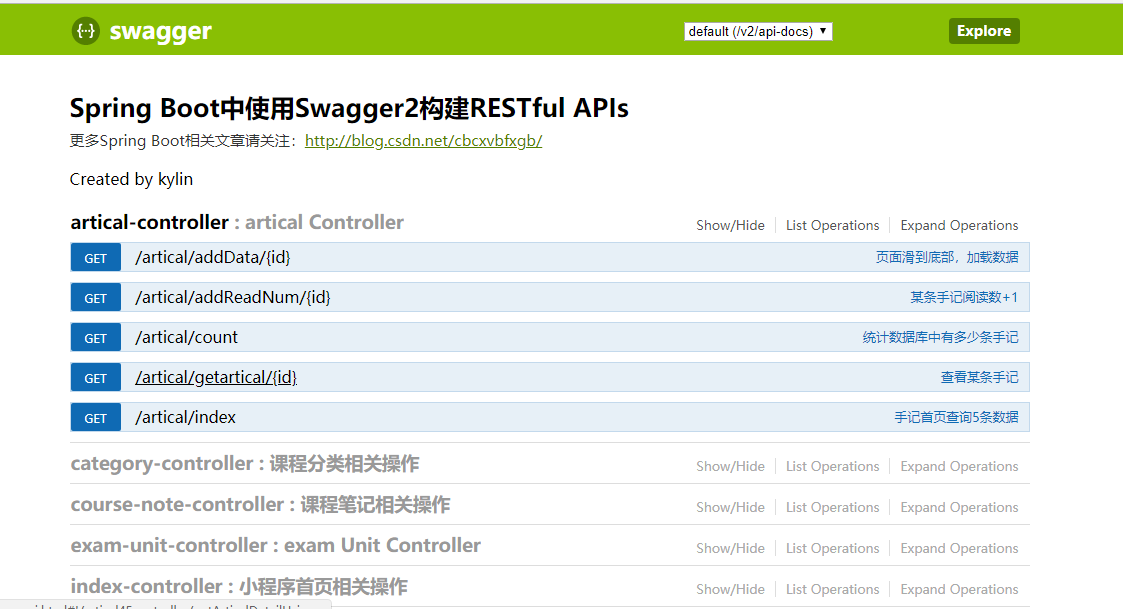 swagger
default (/v2/api-docs)
Explore
Spring Boot中使用Swagger2构建RESTful APIs
更多Spring Boot相关文章请关注：http://blog.csdn.net/cbcxvbfxgb/
Created by kylin
artical-controller : artical Controller Show/Hide List Operations Expand Operations
GET /artical/addData/{id} 页面滑到底部，加载数据
GET /artical/addReadNum/{id} 某条手记阅读数+1
GET /artical/count 统计数据库中有多少条手记
GET /artical/getartical/{id} 查看某条手记
GET /artical/index 手记首页查询5条数据
category-controller : 课程分类相关操作 Show/Hide List Operations Expand Operations
course-note-controller : 课程笔记相关操作 Show/Hide List Operations Expand Operations
exam-unit-controller : exam Unit Controller Show/Hide List Operations Expand Operations
index-controller : 小程序首页相关操作 Show/Hide List Operations Expand Operations